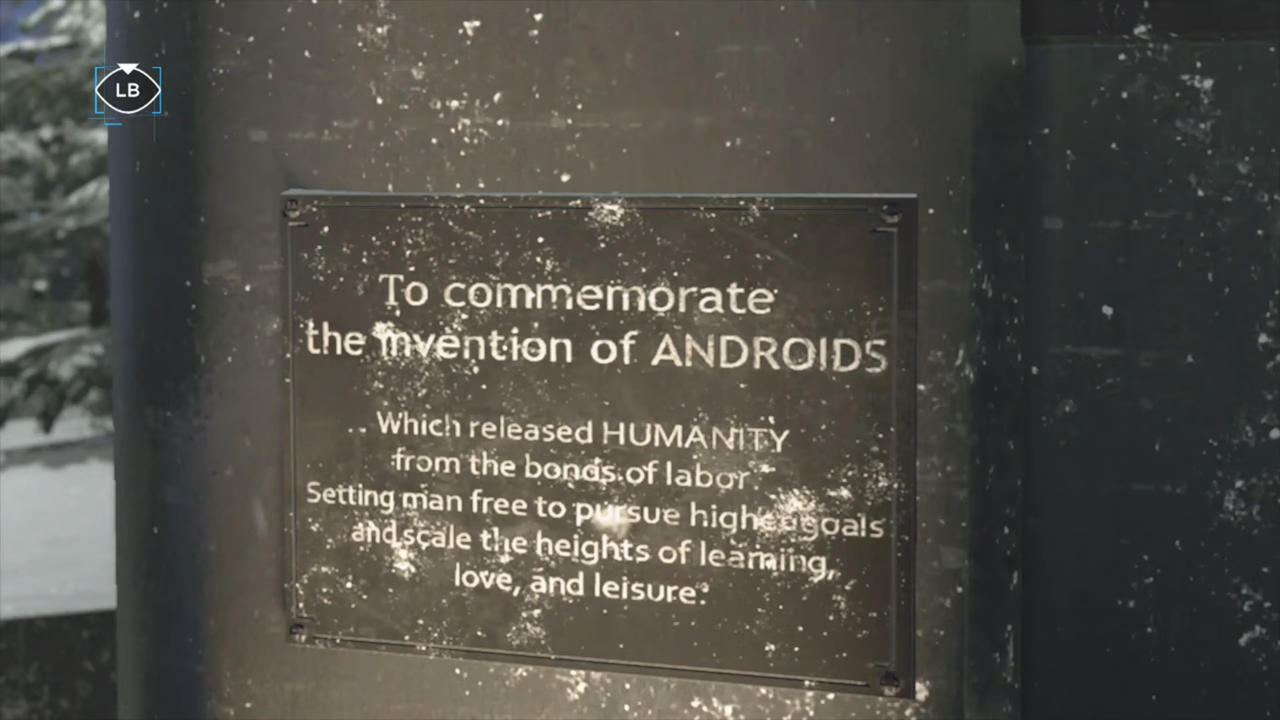 LB
To commemorate
the invention of ANDROIDS
Which released HUMANITY
from the bonds of labor
Setting man free to pursue higher goals
and scale the heights of learning,
love, and leisure.